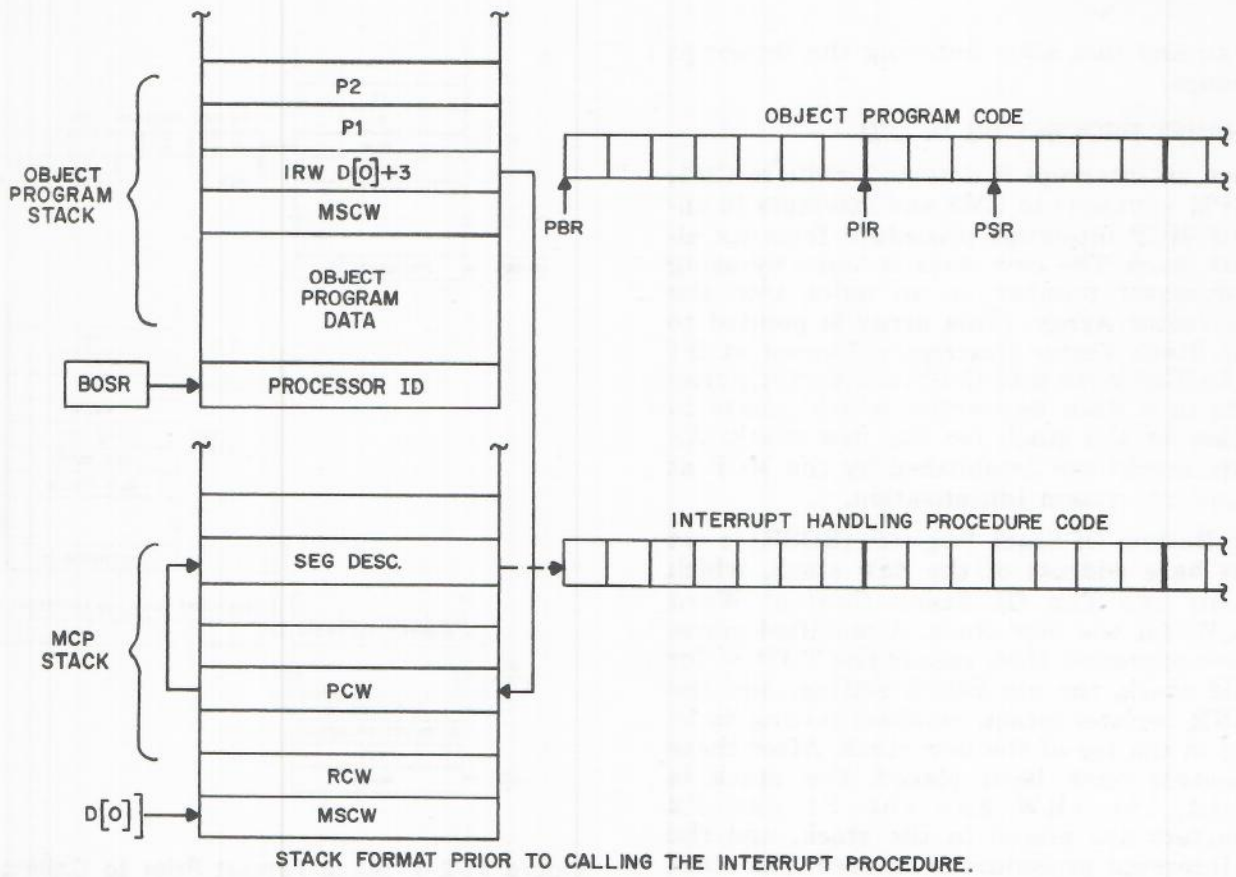 P2
P1
IRW D[0]+3
MSCW
OBJECT
PROGRAM
DATA
PROCESSOR ID
OBJECT
PROGRAM
STACK
BOSR
OBJECT PROGRAM CODE
PBR
PIR
PSR
INTERRUPT HANDLING PROCEDURE CODE
SEG DESC.
PCW
RCW
MSCW
MCP
STACK
D[0]
STACK FORMAT PRIOR TO CALLING THE INTERRUPT PROCEDURE.